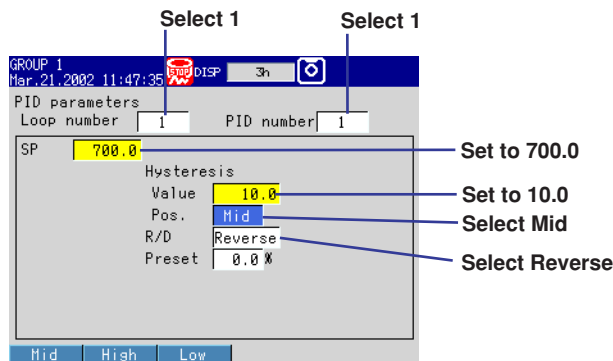 Select 1 Select 1
GROUP 1
Mar.21.2002 11:47:35 STOP DISP 3h
PID parameters
Loop number 1 PID number 1
SP 700.0 Set to 700.0
Hysteresis
Value 10.0 Set to 10.0
Pos. Mid Select Mid
R/D Reverse Select Reverse
Preset 0.0 %
Mid High Low